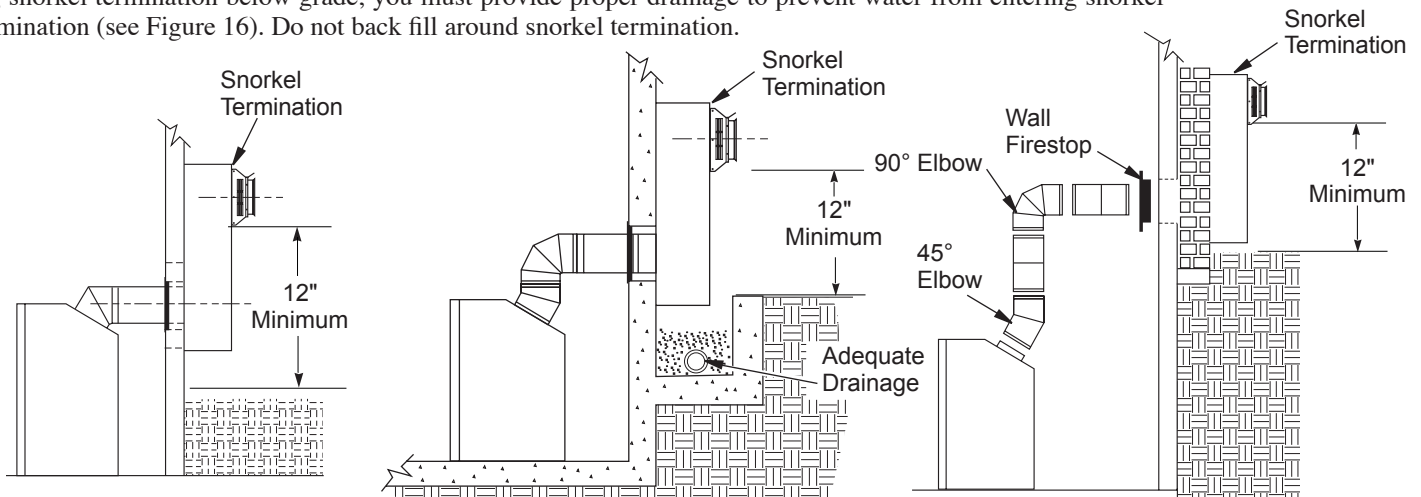 snorkel termination below grade, you must provide proper drainage to prevent water from entering snorkel
mination (see Figure 16). Do not back fill around snorkel termination.
Snorkel
Termination
12"
Minimum
Snorkel
Termination
12"
Minimum
Adequate
Drainage
90° Elbow
45°
Elbow
Wall
Firestop
Snorkel
Termination
12"
Minimum